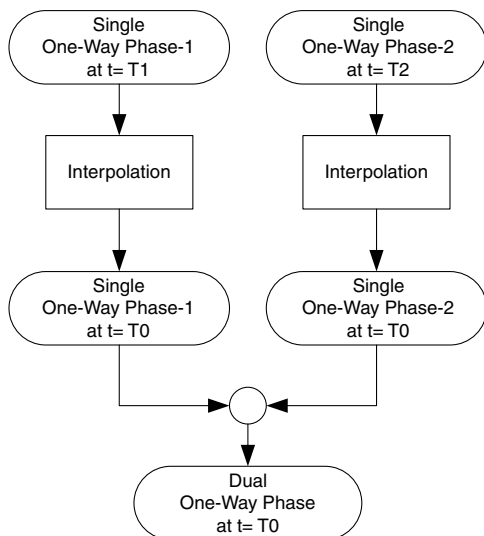 Single
One-Way Phase-1
at t= T1
Single
One-Way Phase-2
at t= T2
Interpolation
Interpolation
Single
One-Way Phase-1
at t= T0
Single
One-Way Phase-2
at t= T0
Dual
One-Way Phase
at t= T0